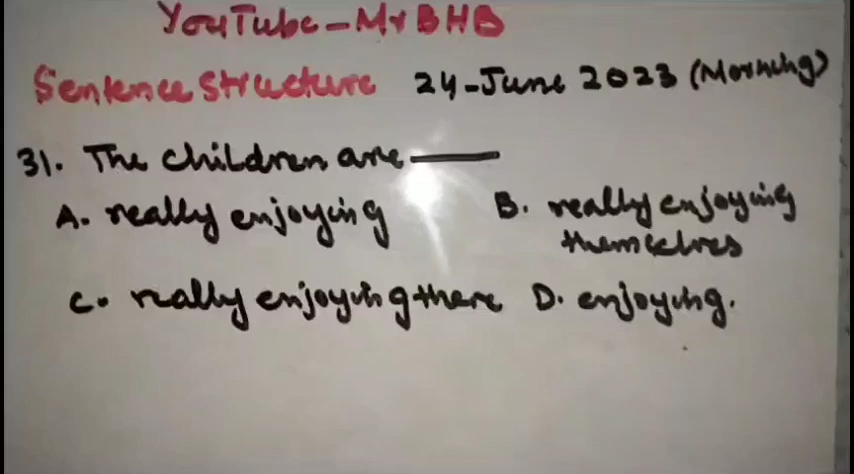 YouTube-Mr BHB
Sentence Structure 24-June 2023 (Morning)
31. The children are ———
A. really enjoying B. really enjoying
themselves
C. really enjoying there D. enjoying.